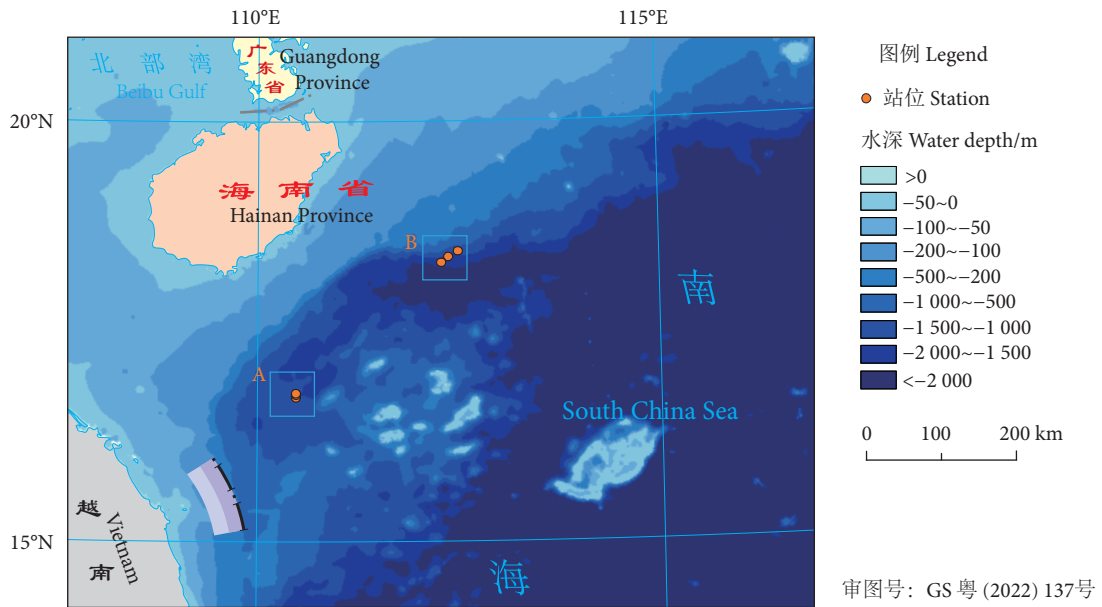 110°E
115°E
20°N
15°N
北 部 湾
Beibu Gulf
广
东
省
Guangdong
Province
海 南 省
Hainan Province
B
A
南
South China Sea
海
越
南
Vietnam
图例 Legend
站位 Station
水深 Water depth/m
>0
−50~0
−100~−50
−200~−100
−500~−200
−1 000~−500
−1 500~−1 000
−2 000~−1 500
<−2 000
0 100 200 km
审图号：GS 粤 (2022) 137号